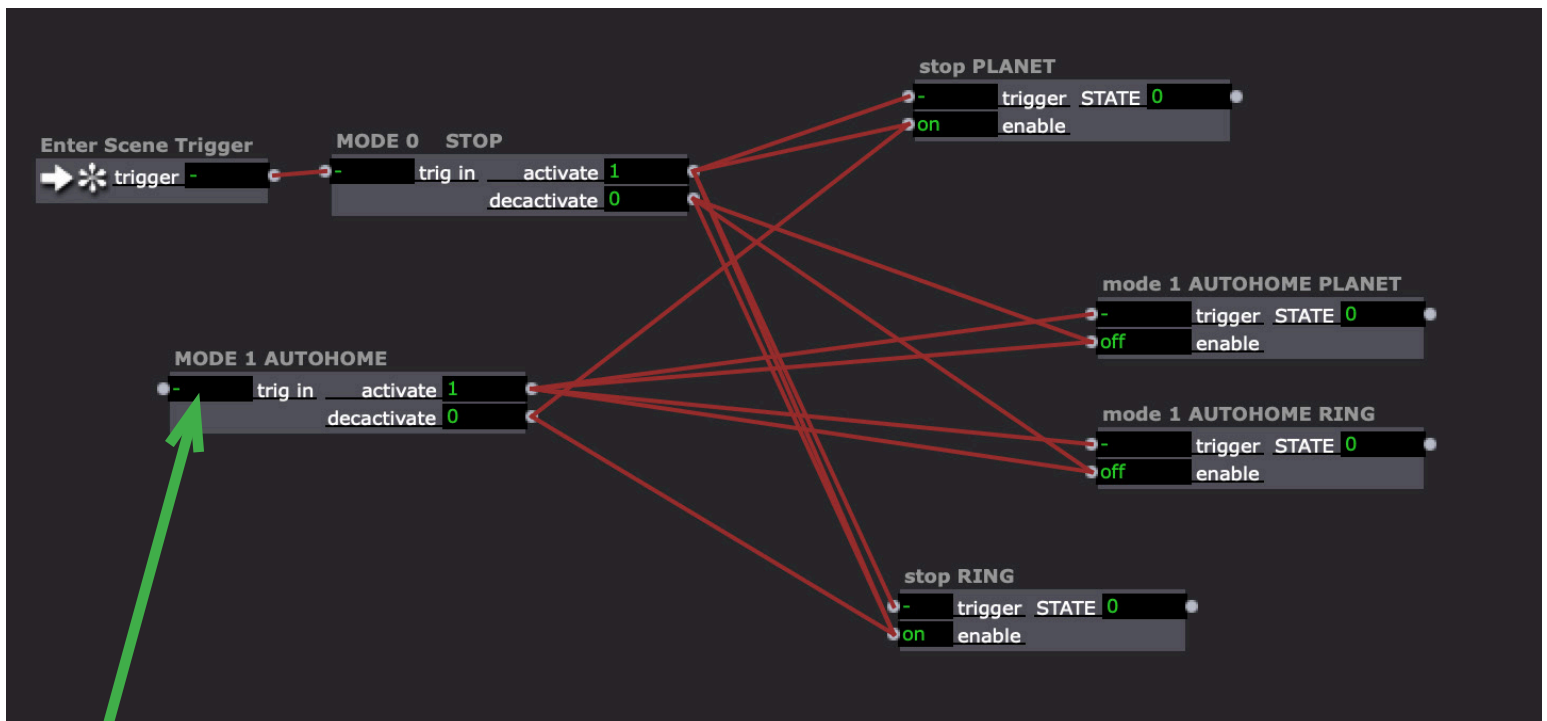 stop PLANET
- trigger STATE 0
on enable
Enter Scene Trigger
trigger -
MODE 0 STOP
- trig in activate 1
decactivate 0
mode 1 AUTOHOME PLANET
- trigger STATE 0
off enable
MODE 1 AUTOHOME
- trig in activate 1
decactivate 0
mode 1 AUTOHOME RING
- trigger STATE 0
off enable
stop RING
- trigger STATE 0
on enable